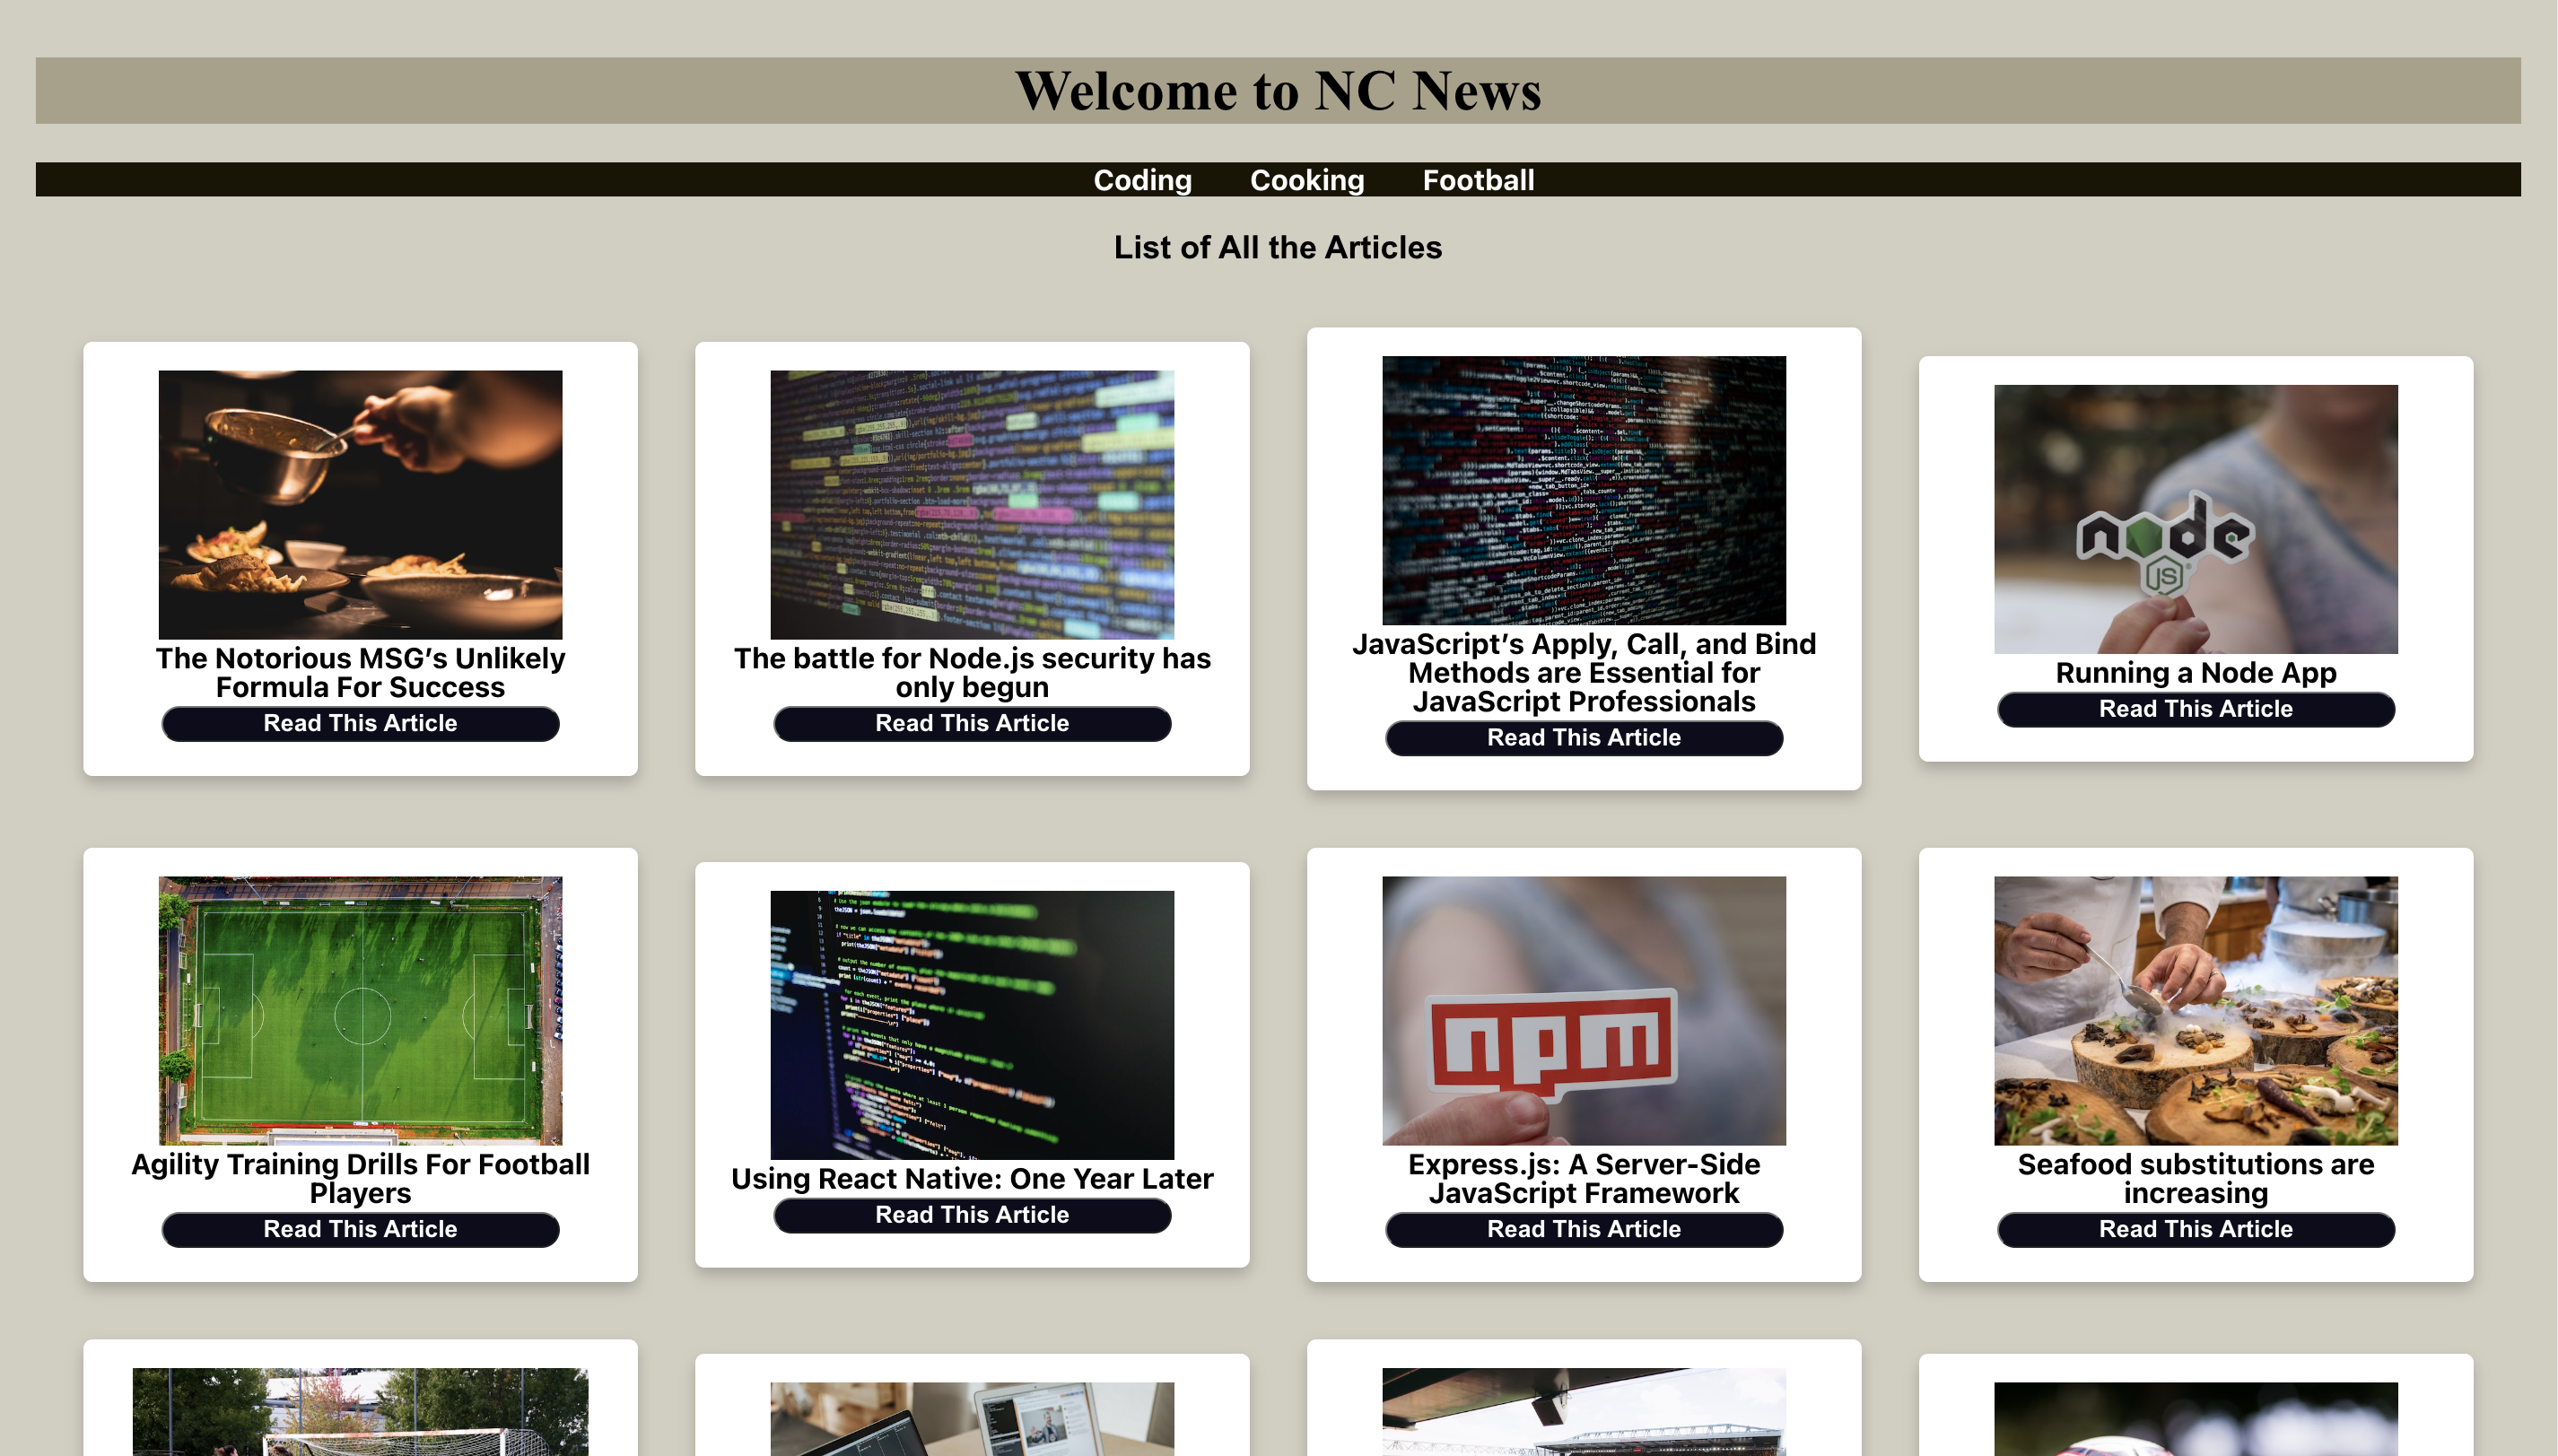 Welcome to NC News
Coding Cooking Football
List of All the Articles
The Notorious MSG’s Unlikely
Formula For Success
Read This Article
The battle for Node.js security has
only begun
Read This Article
JavaScript’s Apply, Call, and Bind
Methods are Essential for
JavaScript Professionals
Read This Article
node
JS
Running a Node App
Read This Article
Agility Training Drills For Football
Players
Read This Article
Using React Native: One Year Later
Read This Article
npm
Express.js: A Server-Side
JavaScript Framework
Read This Article
Seafood substitutions are
increasing
Read This Article